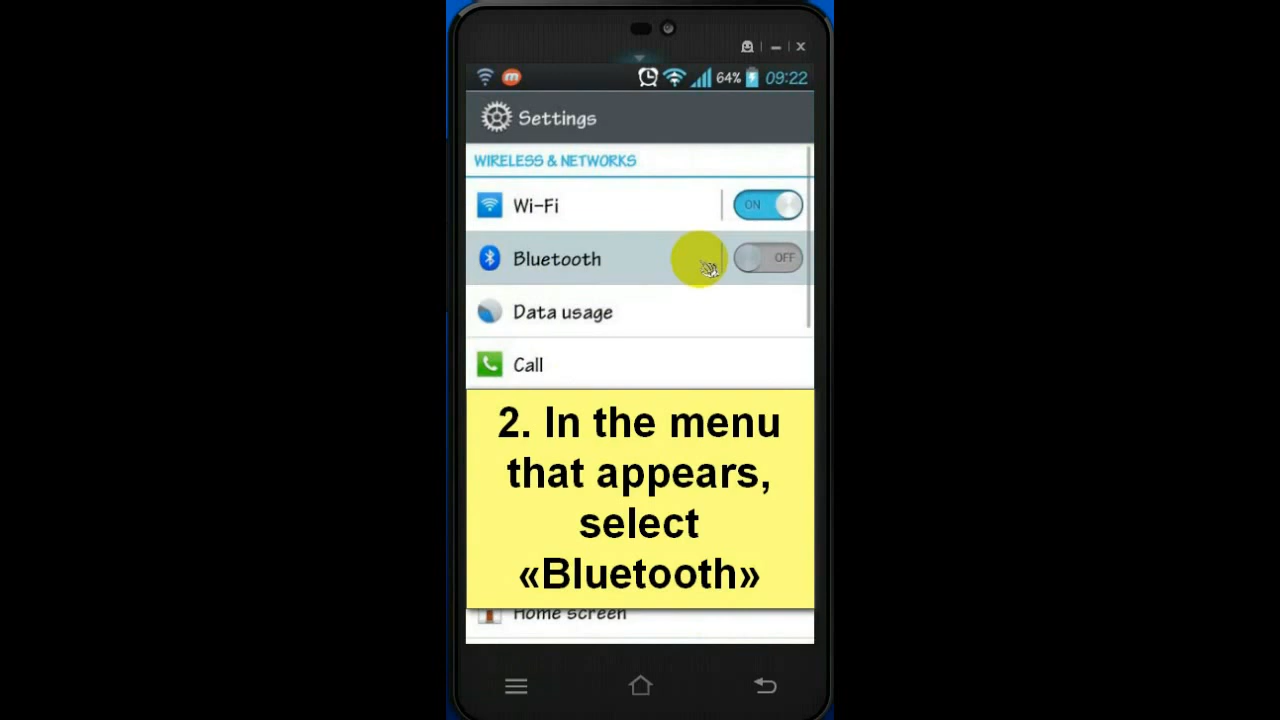 64% 09:22
Settings
WIRELESS & NETWORKS
Wi-Fi
ON
Bluetooth
OFF
Data usage
Call
2. In the menu
that appears,
select
«Bluetooth»
Home screen